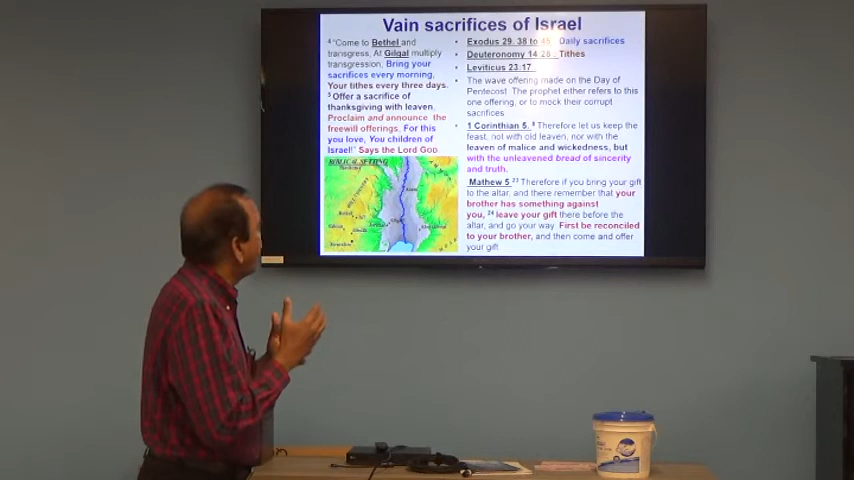 Vain sacrifices of Israel
4 "Come to Bethel and
transgress, At Gilgal multiply
transgression, Bring your
sacrifices every morning,
Your tithes every three days.
5 Offer a sacrifice of
thanksgiving with leaven,
Proclaim and announce the
freewill offerings, For this
you love, You children of
Israel!" Says the Lord GOD
BIBLICAL SETTING
• Exodus 29. 38 to 45. Daily sacrifices
• Deuteronomy 14:28. Tithes
• Leviticus 23:17
• The wave offering made on the Day of
Pentecost. The prophet either refers to this
one offering, or to mock their corrupt
sacrifices
• 1 Corinthian 5. 8 Therefore let us keep the
feast, not with old leaven, nor with the
leaven of malice and wickedness, but
with the unleavened bread of sincerity
and truth.
Mathew 5 23 Therefore if you bring your gift
to the altar, and there remember that your
brother has something against
you, 24 leave your gift there before the
altar, and go your way. First be reconciled
to your brother, and then come and offer
your gift